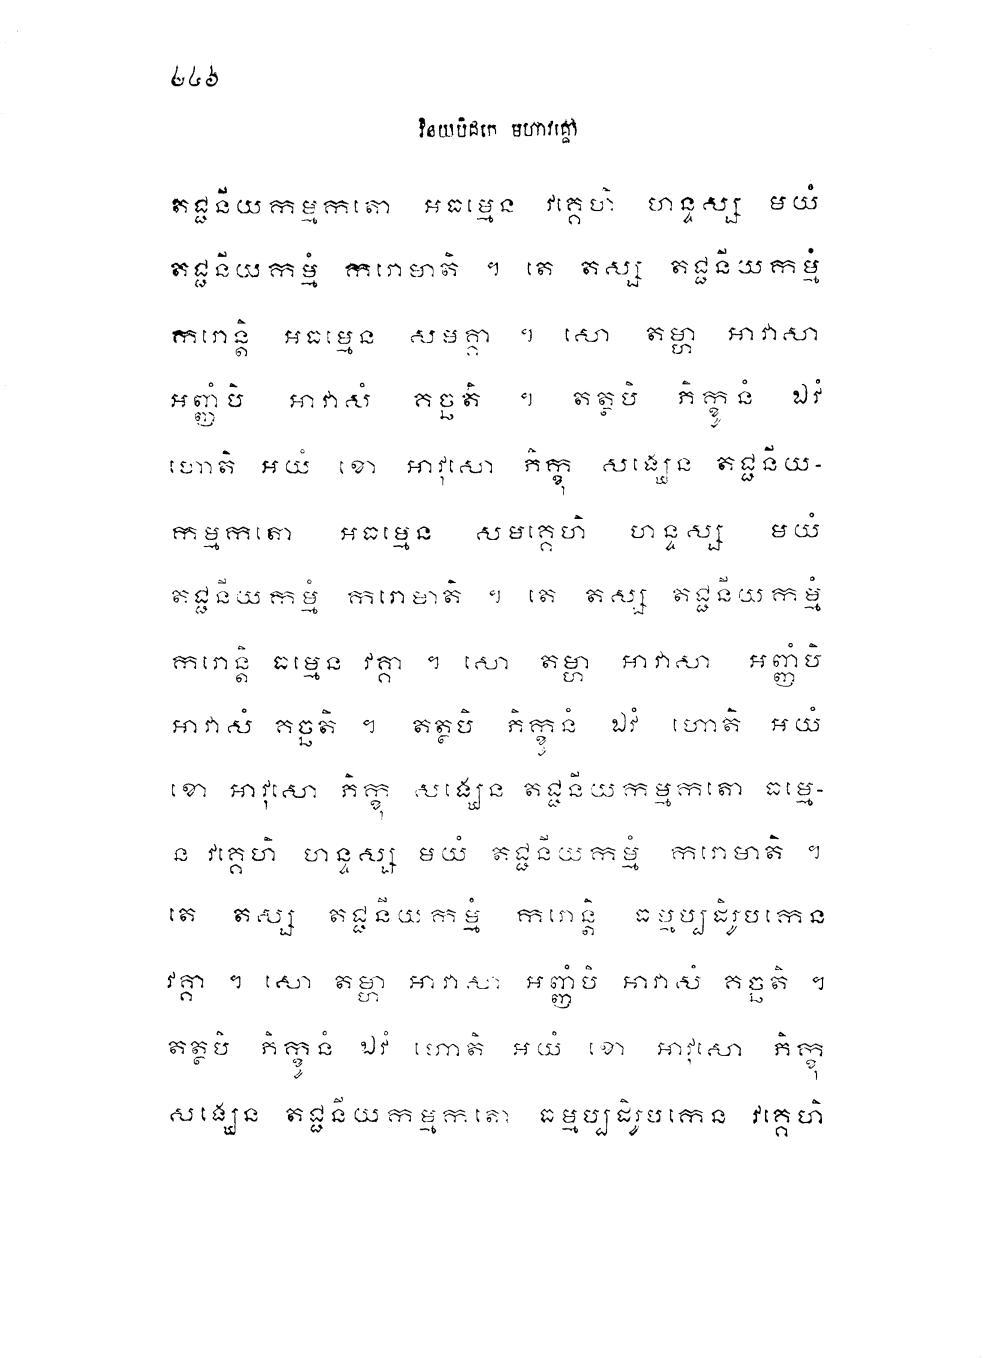 ២៤៦
វិនយបិដកេ មហាវគ្គោ
តជ្ជនីយកម្មកតោ អធម្មេន វគ្គេហិ ហន្ទស្ស មយំ
តជ្ជនីយកម្មំ ករោមាតិ ។ តេ តស្ស តជ្ជនីយកម្មំ
ករោន្តិ អធម្មេន សមគ្គា ។ សោ តម្ហា អាវាសា
អញ្ញំបិ អាវាសំ គច្ឆតិ ។ តត្ថបិ ភិក្ខូនំ ឯវំ
ហោតិ អយំ ខោ អាវុសោ ភិក្ខុ សង្ឃេន តជ្ជនីយ-
កម្មកតោ អធម្មេន សមគ្គេហិ ហន្ទស្ស មយំ
តជ្ជនីយកម្មំ ករោមាតិ ។ តេ តស្ស តជ្ជនីយកម្មំ
ករោន្តិ ធម្មេន វគ្គា ។ សោ តម្ហា អាវាសា អញ្ញំបិ
អាវាសំ គច្ឆតិ ។ តត្ថបិ ភិក្ខូនំ ឯវំ ហោតិ អយំ
ខោ អាវុសោ ភិក្ខុ សង្ឃេន តជ្ជនីយកម្មកតោ ធម្មេ-
ន វគ្គេហិ ហន្ទស្ស មយំ តជ្ជនីយកម្មំ ករោមាតិ ។
តេ តស្ស តជ្ជនីយកម្មំ ករោន្តិ ធម្មប្បដិរូបកេន
វគ្គា ។ សោ តម្ហា អាវាសា អញ្ញំបិ អាវាសំ គច្ឆតិ ។
តត្ថបិ ភិក្ខូនំ ឯវំ ហោតិ អយំ ខោ អាវុសោ ភិក្ខុ
សង្ឃេន តជ្ជនីយកម្មកតោ ធម្មប្បដិរូបកេន វគ្គេហិ